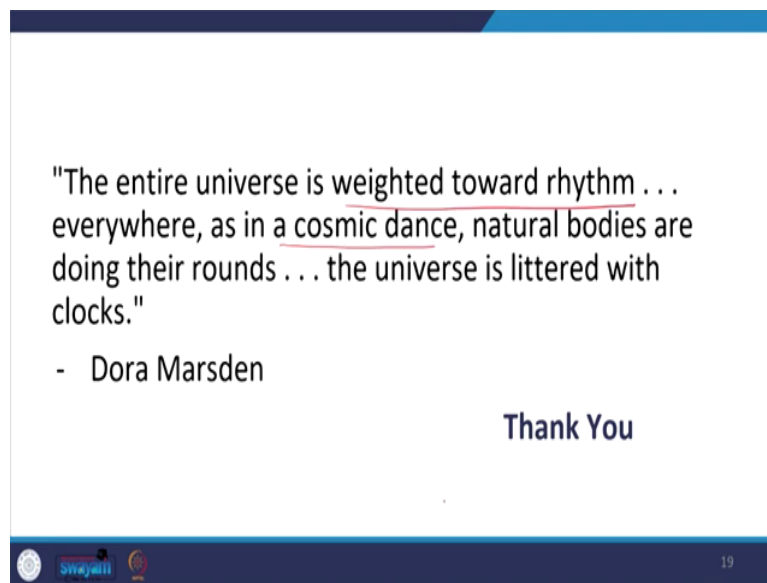 "The entire universe is weighted toward rhythm . . .
everywhere, as in a cosmic dance, natural bodies are
doing their rounds . . . the universe is littered with
clocks."
- Dora Marsden
Thank You
swayam
19